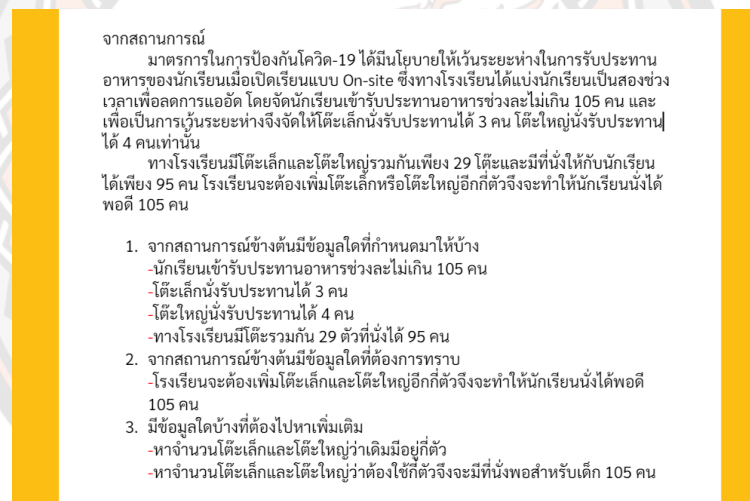 จากสถานการณ์
มาตรการในการป้องกันโควิด-19 ได้มีนโยบายให้เว้นระยะห่างในการรับประทาน
อาหารของนักเรียนเมื่อเปิดเรียนแบบ On-site ซึ่งทางโรงเรียนได้แบ่งนักเรียนเป็นสองช่วง
เวลาเพื่อลดการแออัด โดยจัดนักเรียนเข้ารับประทานอาหารช่วงละไม่เกิน 105 คน และ
เพื่อเป็นการเว้นระยะห่างจึงจัดให้โต๊ะเล็กนั่งรับประทานได้ 3 คน โต๊ะใหญ่นั่งรับประทาน
ได้ 4 คนเท่านั้น
ทางโรงเรียนมีโต๊ะเล็กและโต๊ะใหญ่รวมกันเพียง 29 โต๊ะและมีที่นั่งให้กับนักเรียน
ได้เพียง 95 คน โรงเรียนจะต้องเพิ่มโต๊ะเล็กหรือโต๊ะใหญ่อีกกี่ตัวจึงจะทำให้นักเรียนนั่งได้
พอดี 105 คน
1. จากสถานการณ์ข้างต้นมีข้อมูลใดที่กำหนดมาให้บ้าง
-นักเรียนเข้ารับประทานอาหารช่วงละไม่เกิน 105 คน
-โต๊ะเล็กนั่งรับประทานได้ 3 คน
-โต๊ะใหญ่นั่งรับประทานได้ 4 คน
-ทางโรงเรียนมีโต๊ะรวมกัน 29 ตัวที่นั่งได้ 95 คน
2. จากสถานการณ์ข้างต้นมีข้อมูลใดที่ต้องการทราบ
-โรงเรียนจะต้องเพิ่มโต๊ะเล็กและโต๊ะใหญ่อีกกี่ตัวจึงจะทำให้นักเรียนนั่งได้พอดี
105 คน
3. มีข้อมูลใดบ้างที่ต้องไปหาเพิ่มเติม
-หาจำนวนโต๊ะเล็กและโต๊ะใหญ่ว่าเดิมมีอยู่กี่ตัว
-หาจำนวนโต๊ะเล็กและโต๊ะใหญ่ว่าต้องใช้กี่ตัวจึงจะมีที่นั่งพอสำหรับเด็ก 105 คน